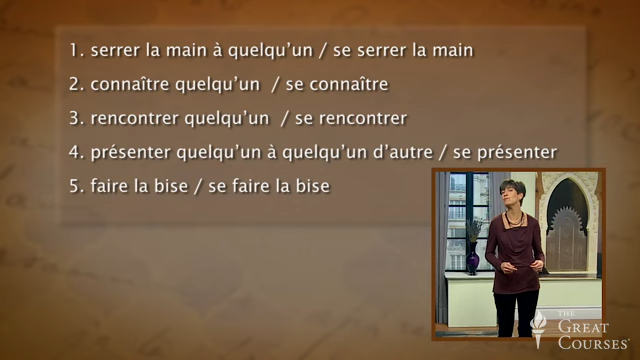 1. serrer la main à quelqu'un / se serrer la main
2. connaître quelqu'un  / se connaître
3. rencontrer quelqu'un  / se rencontrer
4. présenter quelqu'un à quelqu'un d'autre / se présenter
5. faire la bise / se faire la bise
THE
GREAT
COURSES®